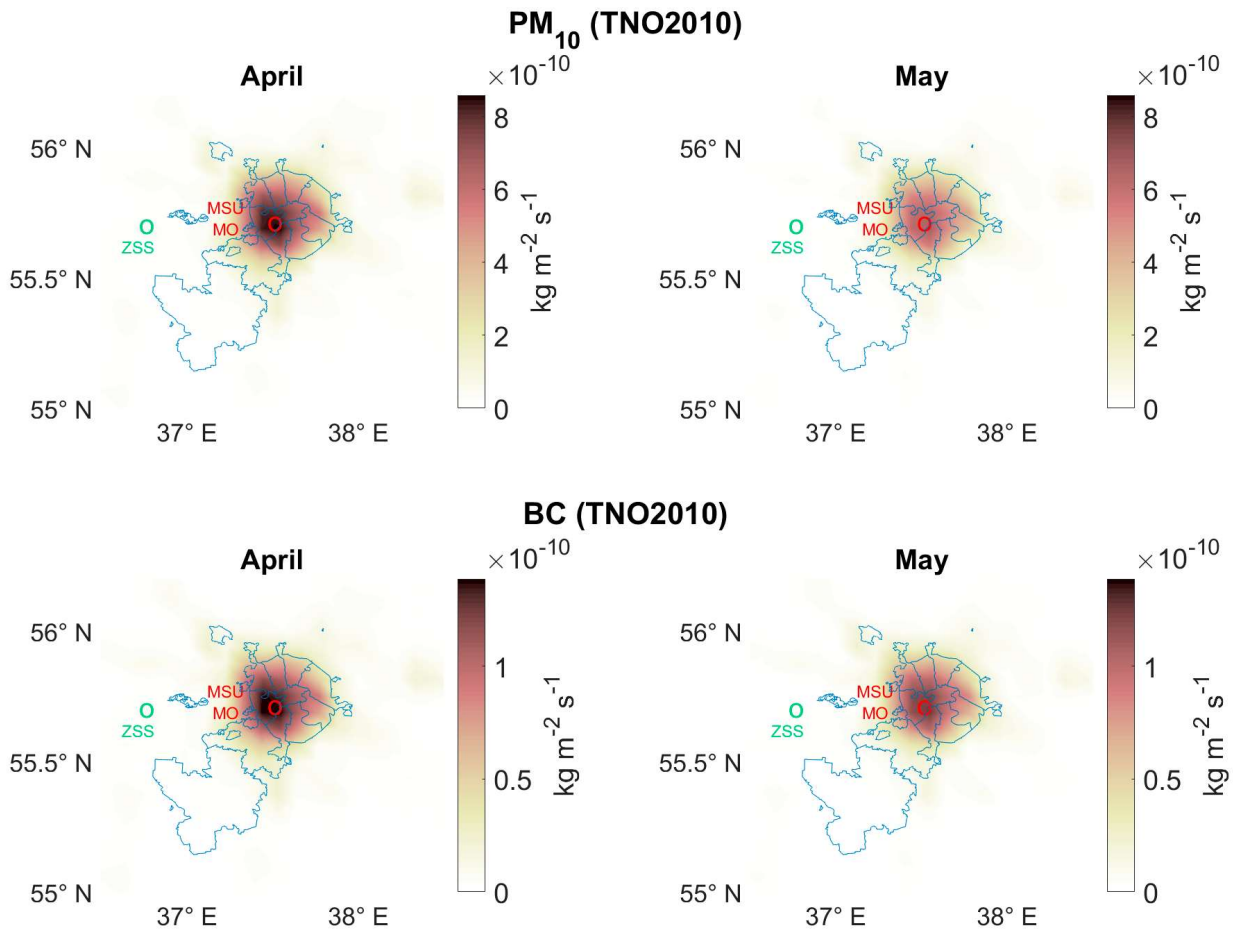 PM₁₀ (TNO2010)
April
×10⁻¹⁰
56° N
55.5° N
55° N
37° E
38° E
MSU
MO
O
O
ZSS
8
6
4
2
0
kg m⁻² s⁻¹
May
×10⁻¹⁰
56° N
55.5° N
55° N
37° E
38° E
MSU
MO
O
O
ZSS
8
6
4
2
0
kg m⁻² s⁻¹
BC (TNO2010)
April
×10⁻¹⁰
56° N
55.5° N
55° N
37° E
38° E
MSU
MO
O
O
ZSS
1
0.5
0
kg m⁻² s⁻¹
May
×10⁻¹⁰
56° N
55.5° N
55° N
37° E
38° E
MSU
MO
O
O
ZSS
1
0.5
0
kg m⁻² s⁻¹